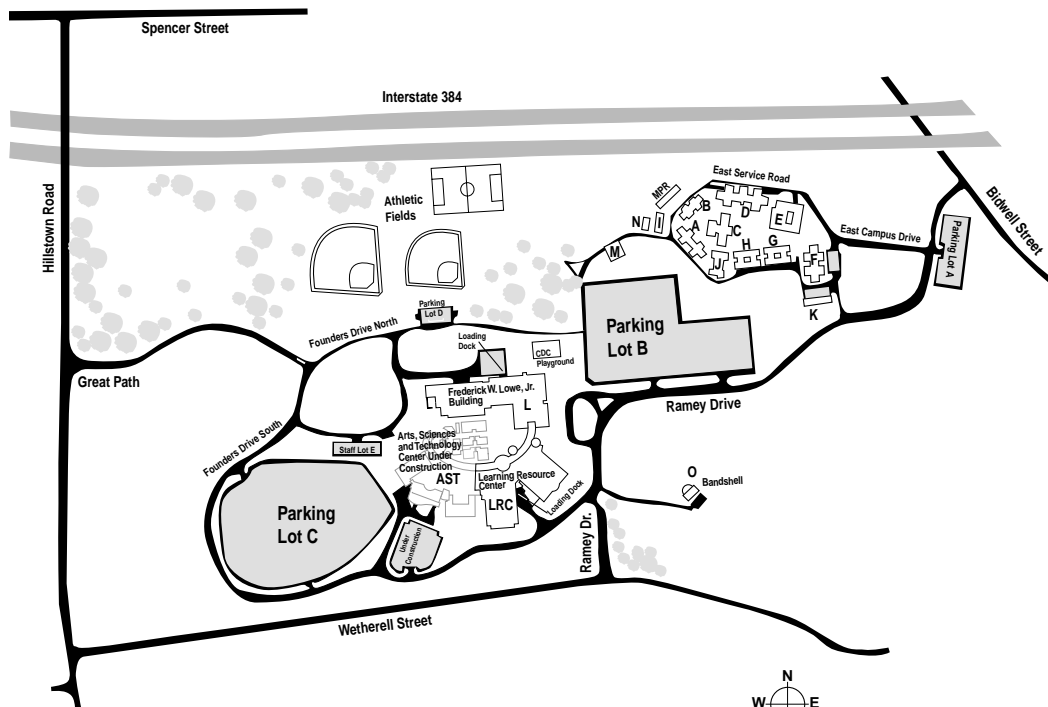 Spencer Street
Interstate 384
Hillstown Road
Bidwell Street
East Service Road
MPR
Athletic
Fields
N
I
B
A
C
D
E
M
J
H
G
F
K
East Campus Drive
Parking Lot A
Parking
Lot D
Founders Drive North
Loading
Dock
CDC
Playground
Parking
Lot B
Great Path
Frederick W. Lowe, Jr.
Building
L
Ramey Drive
Founders Drive South
Staff Lot E
Arts, Sciences
and Technology
Center Under
Construction
AST
Learning Resource
Center
LRC
Loading Dock
O
Bandshell
Parking
Lot C
Under
Construction
Ramey Dr.
Wetherell Street
N
W
E